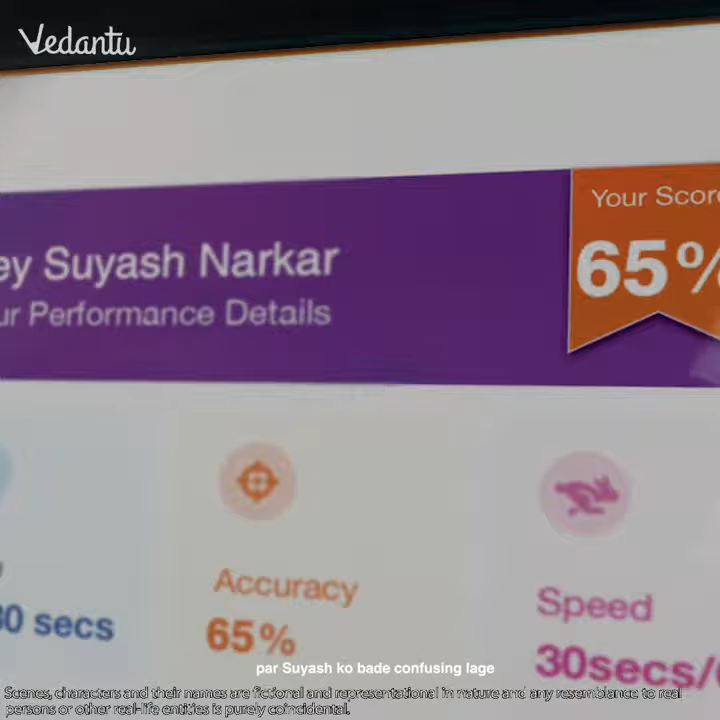 Vedantu
Your Score
65%
ey Suyash Narkar
ur Performance Details
Accuracy
65%
Speed
30secs/
30 secs
par Suyash ko bade confusing lage
Scenes, characters and their names are fictional and representational in nature and any resemblance to real
persons or other real-life entities is purely coincidental.